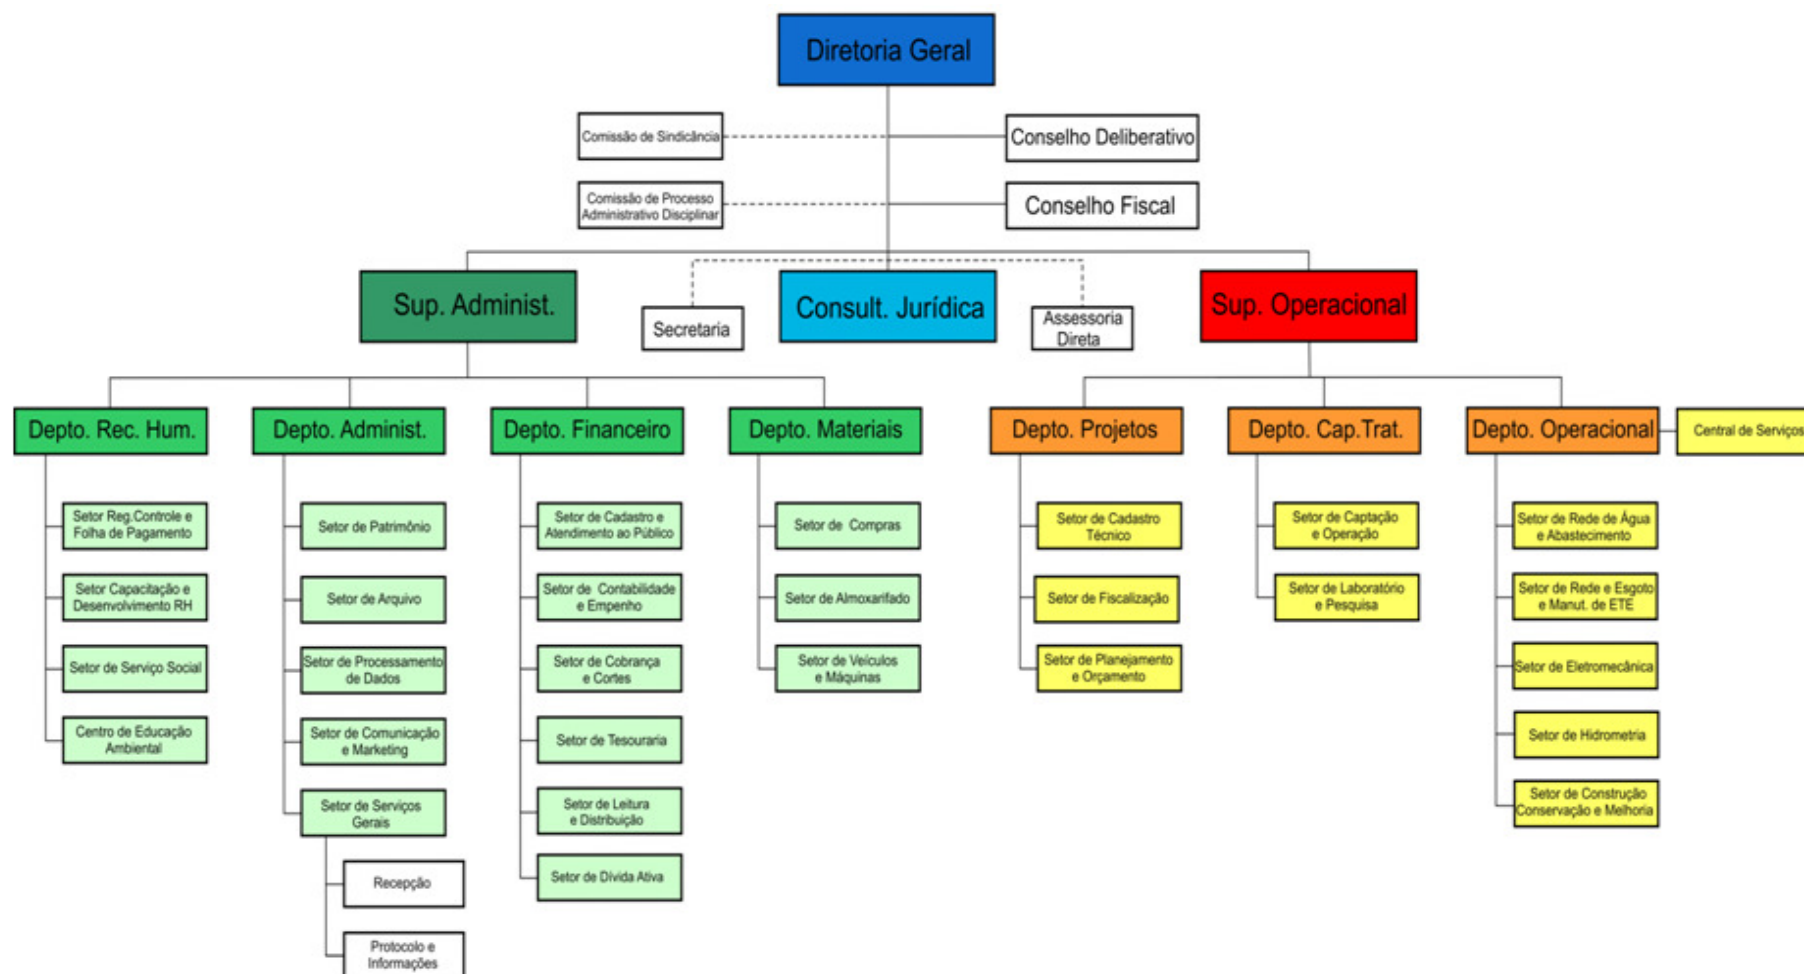 Diretoria Geral
Comissão de Sindicância
Conselho Deliberativo
Comissão de Processo
Administrativo Disciplinar
Conselho Fiscal
Sup. Administ.
Secretaria
Consult. Jurídica
Assessoria
Direta
Sup. Operacional
Depto. Rec. Hum.
Depto. Administ.
Depto. Financeiro
Depto. Materiais
Depto. Projetos
Depto. Cap.Trat.
Depto. Operacional
Central de Serviços
Setor Reg.Controle e
Folha de Pagamento
Setor Capacitação e
Desenvolvimento RH
Setor de Serviço Social
Centro de Educação
Ambiental
Setor de Patrimônio
Setor de Arquivo
Setor de Processamento
de Dados
Setor de Comunicação
e Marketing
Setor de Serviços
Gerais
Recepção
Protocolo e
Informações
Setor de Cadastro e
Atendimento ao Público
Setor de Contabilidade
e Empenho
Setor de Cobrança
e Cortes
Setor de Tesouraria
Setor de Leitura
e Distribuição
Setor de Dívida Ativa
Setor de Compras
Setor de Almoxarifado
Setor de Veículos
e Máquinas
Setor de Cadastro
Técnico
Setor de Fiscalização
Setor de Planejamento
e Orçamento
Setor de Captação
e Operação
Setor de Laboratório
e Pesquisa
Setor de Rede de Água
e Abastecimento
Setor de Rede e Esgoto
e Manut. de ETE
Setor de Eletromecânica
Setor de Hidrometria
Setor de Construção
Conservação e Melhoria